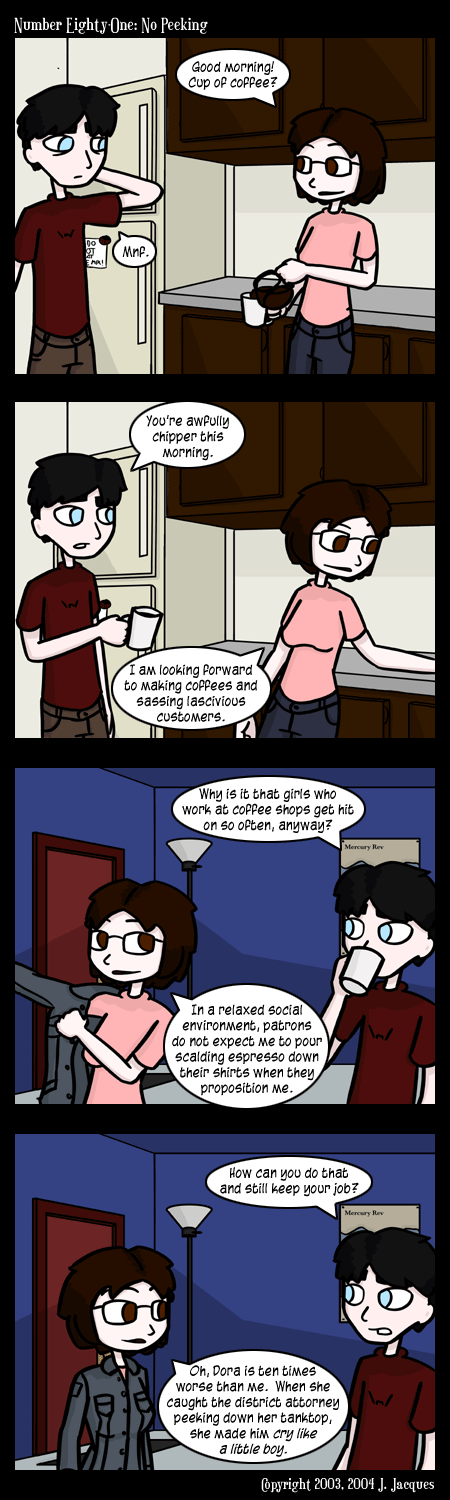 Number Eighty-One: No Peeking
Good morning!
Cup of coffee?
Mnf.
DO
You're awfully
chipper this
morning.
I am looking forward
to making coffees and
sassing lascivious
customers.
Why is it that girls who
work at coffee shops get hit
on so often, anyway?
Mercury Rev
In a relaxed social
environment, patrons
do not expect me to pour
scalding espresso down
their shirts when they
proposition me.
How can you do that
and still keep your job?
Mercury Rev
Oh, Dora is ten times
worse than me. When she
caught the district attorney
peeking down her tanktop,
she made him cry like
a little boy.
Copyright 2003, 2004 J. Jacques